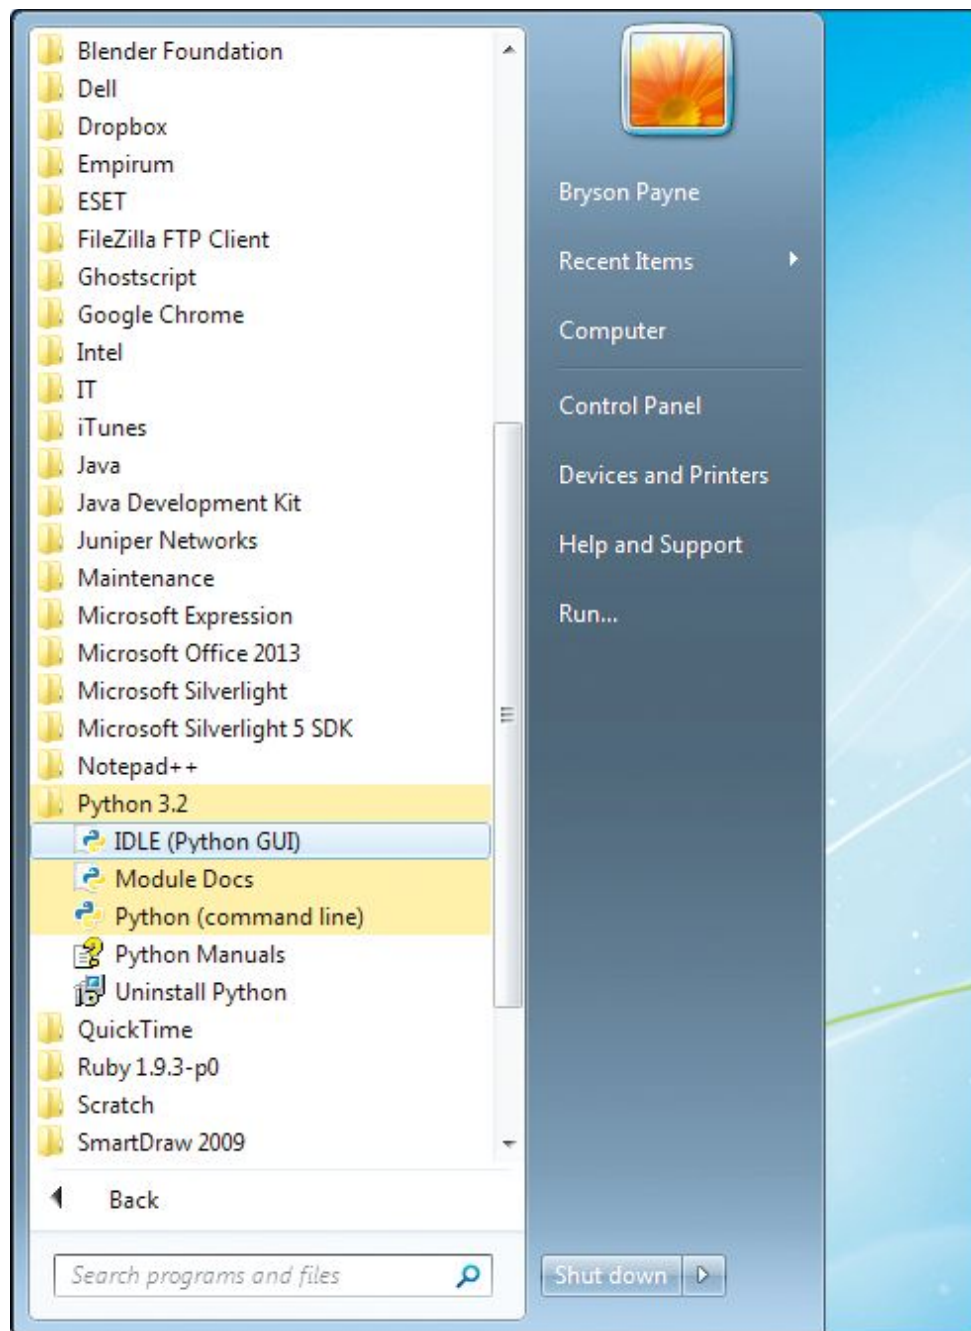 Blender Foundation
Dell
Dropbox
Empirum
ESET
FileZilla FTP Client
Ghostscript
Google Chrome
Intel
IT
iTunes
Java
Java Development Kit
Juniper Networks
Maintenance
Microsoft Expression
Microsoft Office 2013
Microsoft Silverlight
Microsoft Silverlight 5 SDK
Notepad++
Python 3.2
IDLE (Python GUI)
Module Docs
Python (command line)
Python Manuals
Uninstall Python
QuickTime
Ruby 1.9.3-p0
Scratch
SmartDraw 2009
Back
Search programs and files
Bryson Payne
Recent Items
Computer
Control Panel
Devices and Printers
Help and Support
Run...
Shut down